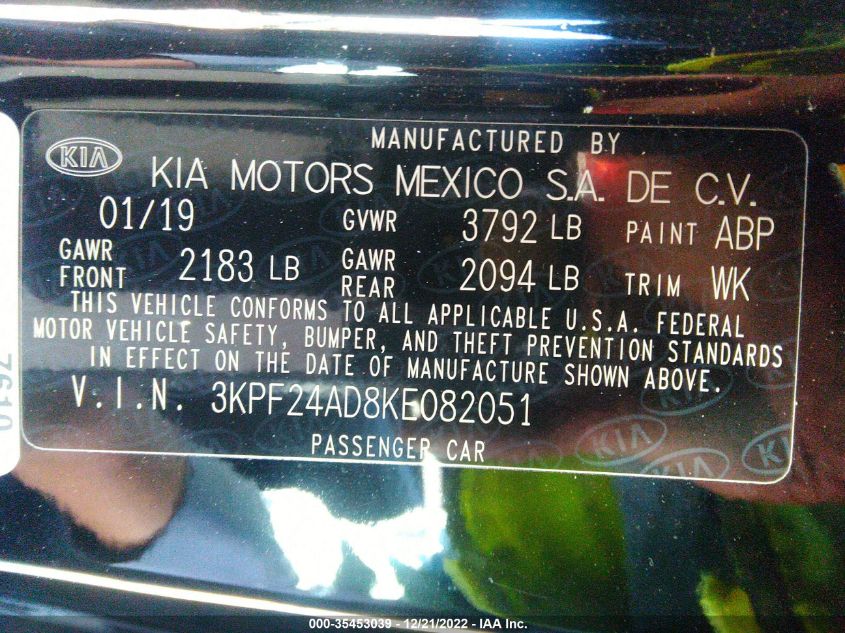 MANUFACTURED BY
KIA KIA MOTORS MEXICO S.A. DE C.V.
01/19 GVWR 3792 LB PAINT ABP
GAWR FRONT 2183 LB GAWR REAR 2094 LB TRIM WK
THIS VEHICLE CONFORMS TO ALL APPLICABLE U.S.A. FEDERAL
MOTOR VEHICLE SAFETY, BUMPER, AND THEFT PREVENTION STANDARDS
IN EFFECT ON THE DATE OF MANUFACTURE SHOWN ABOVE.
V.I.N. 3KPF24AD8KE082051
PASSENGER CAR
KIA
KIA
KIA
000-35453039 - 12/21/2022 - IAA Inc.